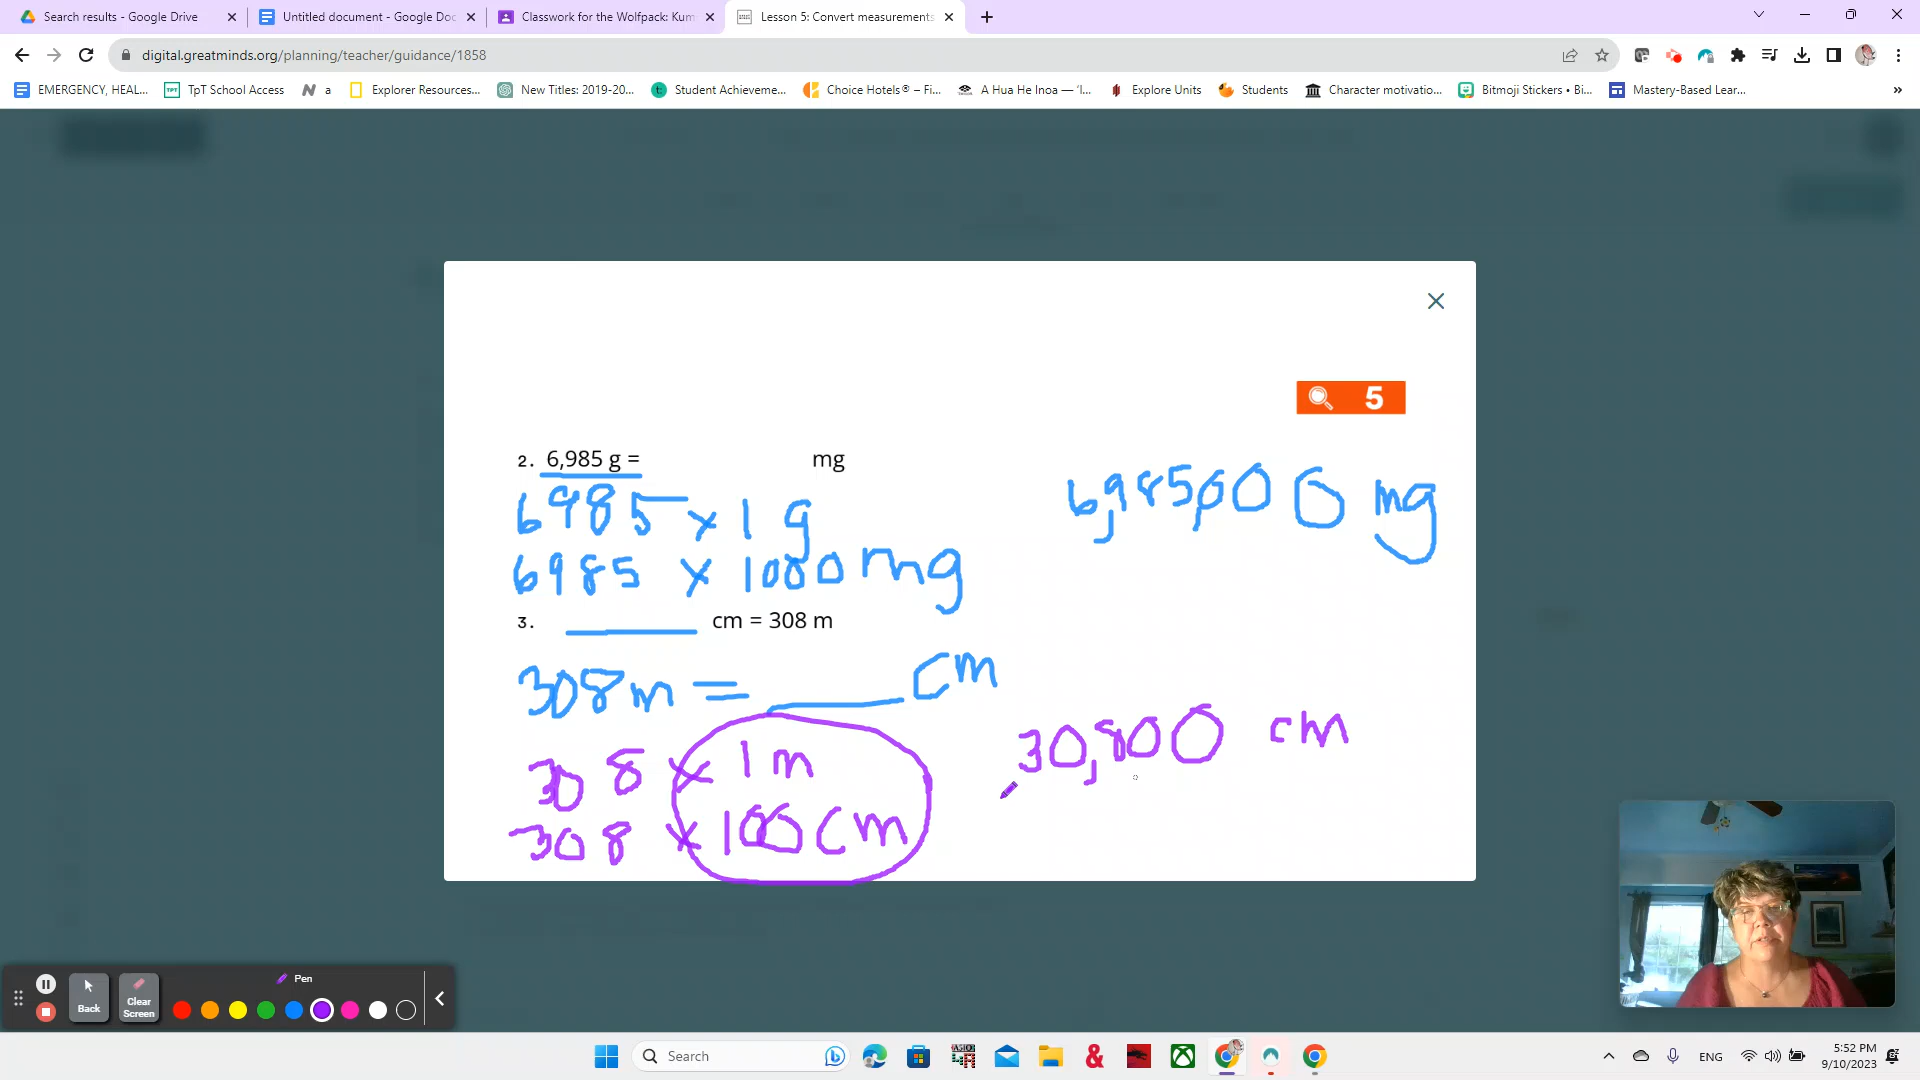 Search results - Google Drive
Untitled document - Google Doc
Classwork for the Wolfpack: Kum
Lesson 5: Convert measurements
digital.greatminds.org/planning/teacher/guidance/1858
EMERGENCY, HEAL...
TpT School Access
a
Explorer Resources...
New Titles: 2019-20...
Student Achieveme...
Choice Hotels® – Fi...
A Hua He Inoa — 'I...
Explore Units
Students
Character motivatio...
Bitmoji Stickers • Bi...
Mastery-Based Lear...
5
2. 6,985 g = mg
6985 x 1 g
6,985,000 mg
6985 x 1000 mg
3. ______ cm = 308 m
308m = ____ cm
308 x 1 m
30,800 cm
308 x 100 cm
Pen
Back
Clear Screen
Search
ENG
5:52 PM
9/10/2023